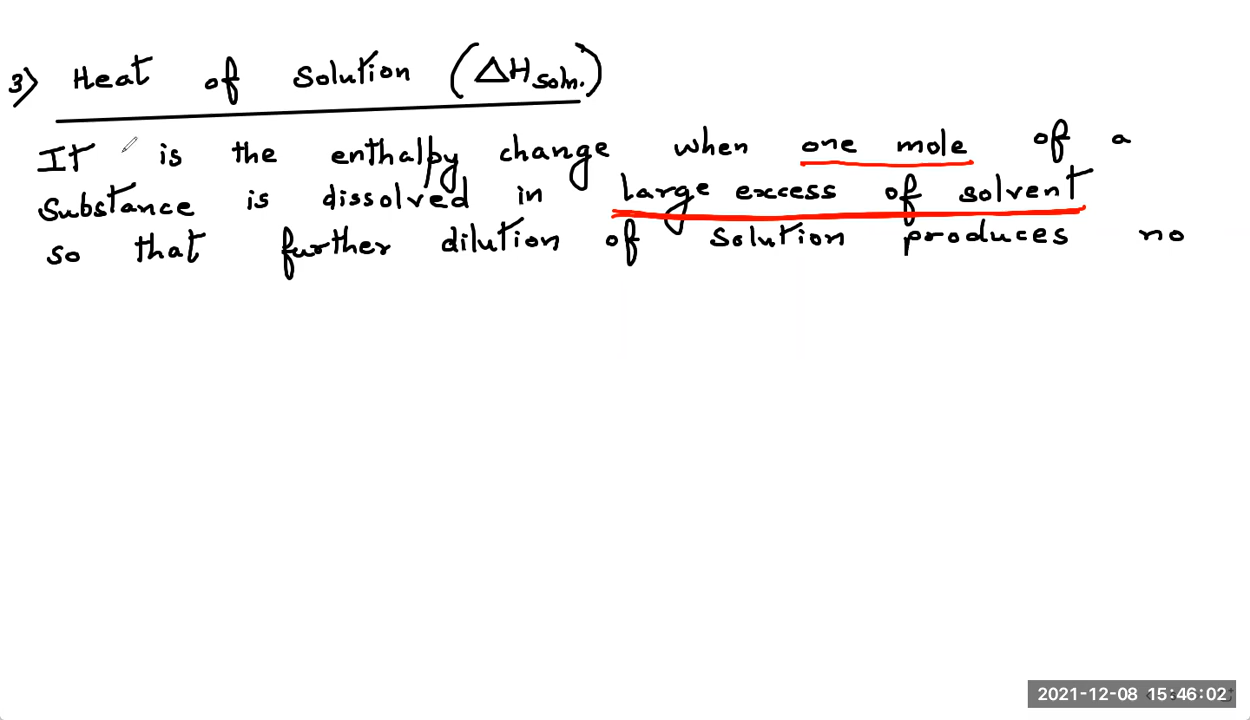 3) Heat of Solution (ΔHsoln.)
It is the enthalpy change when one mole of a
Substance is dissolved in large excess of solvent
so that further dilution of solution produces no
2021-12-08 15:46:02